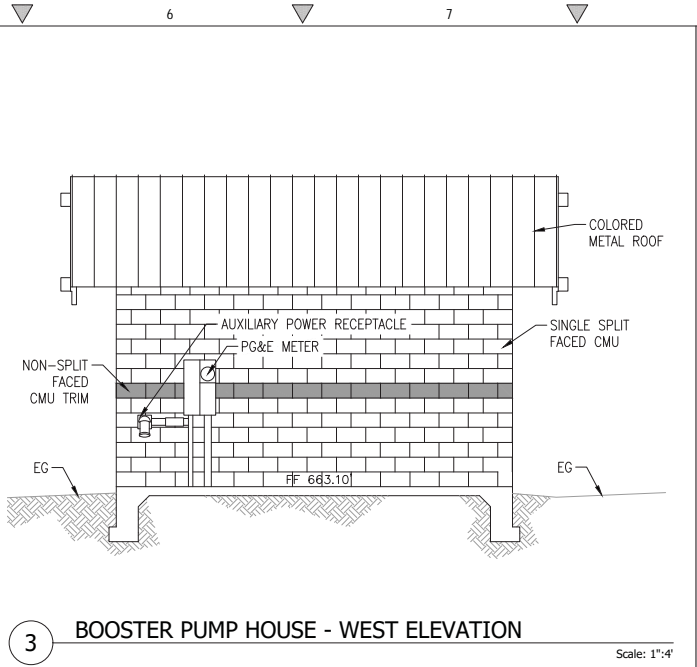 6 7
COLORED
METAL ROOF
AUXILIARY POWER RECEPTACLE
PG&E METER
SINGLE SPLIT
FACED CMU
NON-SPLIT
FACED
CMU TRIM
EG
EG
FF 663.10'
3 BOOSTER PUMP HOUSE - WEST ELEVATION
Scale: 1":4'